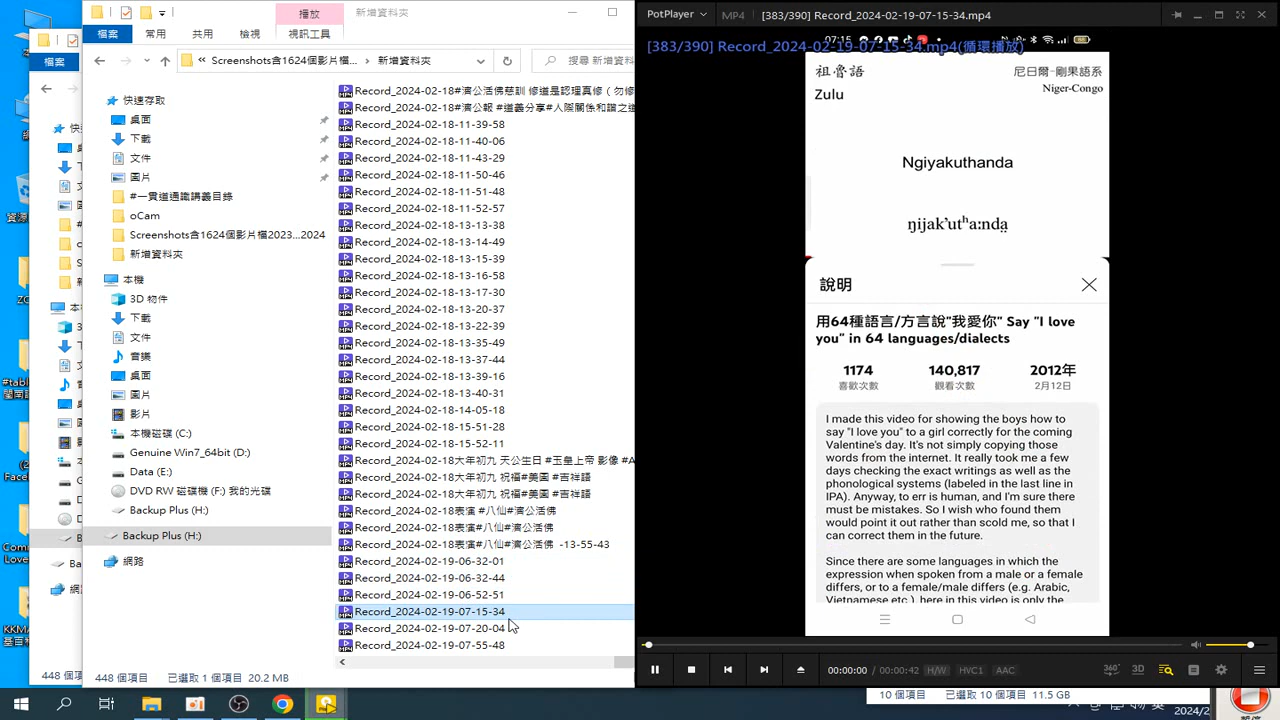 檔案
播放
新增資料夾
檔案 常用 共用 檢視 視訊工具
« Screenshots含1624個影片檔... › 新增資料夾
搜尋 新增資料
快速存取
桌面
下載
文件
圖片
#一貫道通識講義目錄
oCam
Screenshots含1624個影片檔2023...2024
新增資料夾
本機
3D 物件
下載
文件
音樂
桌面
圖片
影片
本機磁碟 (C:)
Genuine Win7_64bit (D:)
Data (E:)
DVD RW 磁碟機 (F:) 我的光碟
Backup Plus (H:)
Backup Plus (H:)
網路
Record_2024-02-18#濟公活佛慈訓 修道是認理真修（勿修
Record_2024-02-18#濟公報 #道義分享#人際關係和諧之道
Record_2024-02-18-11-39-58
Record_2024-02-18-11-40-06
Record_2024-02-18-11-43-29
Record_2024-02-18-11-50-46
Record_2024-02-18-11-51-48
Record_2024-02-18-11-52-57
Record_2024-02-18-13-13-38
Record_2024-02-18-13-14-49
Record_2024-02-18-13-15-39
Record_2024-02-18-13-16-58
Record_2024-02-18-13-17-30
Record_2024-02-18-13-20-37
Record_2024-02-18-13-22-39
Record_2024-02-18-13-35-49
Record_2024-02-18-13-37-44
Record_2024-02-18-13-39-16
Record_2024-02-18-13-40-31
Record_2024-02-18-14-05-18
Record_2024-02-18-15-51-28
Record_2024-02-18-15-52-11
Record_2024-02-18大年初九 天公生日 #玉皇上帝 影像 #A
Record_2024-02-18大年初九 祝福#美圖 #吉祥語
Record_2024-02-18大年初九 祝福#美圖 #吉祥語
Record_2024-02-18表演 #八仙#濟公活佛
Record_2024-02-18表演#八仙#濟公活佛
Record_2024-02-18表演#八仙#濟公活佛 -13-55-43
Record_2024-02-19-06-32-01
Record_2024-02-19-06-32-44
Record_2024-02-19-06-52-51
Record_2024-02-19-07-15-34
Record_2024-02-19-07-20-04
Record_2024-02-19-07-55-48
448 個項目 已選取 1 個項目 20.2 MB
PotPlayer MP4 [383/390] Record_2024-02-19-07-15-34.mp4
07:15
[383/390] Record_2024-02-19-07-15-34.mp4(循環播放)
祖魯語
Zulu
尼日爾-剛果語系
Niger-Congo
Ngiyakuthanda
ŋijak’utʰa:nda̤
說明
用64種語言/方言說"我愛你" Say "I love
you" in 64 languages/dialects
1174 140,817 2012年
喜歡次數 觀看次數 2月12日
I made this video for showing the boys how to
say "I love you" to a girl correctly for the coming
Valentine's day. It's not simply copying those
words from the internet. It really took me a few
days checking the exact writings as well as the
phonological systems (labeled in the last line in
IPA). Anyway, to err is human, and I'm sure there
must be mistakes. So I wish who found them
would point it out rather than scold me, so that I
can correct them in the future.
Since there are some languages in which the
expression when spoken from a male or a female
differs, or to a female/male differs (e.g. Arabic,
Vietnamese etc.), here in this video is only the
00:00:00 / 00:00:42 H/W HVC1 AAC
360° 3D
10 個項目 已選取 10 個項目 11.5 GB
448 個項
2024/2